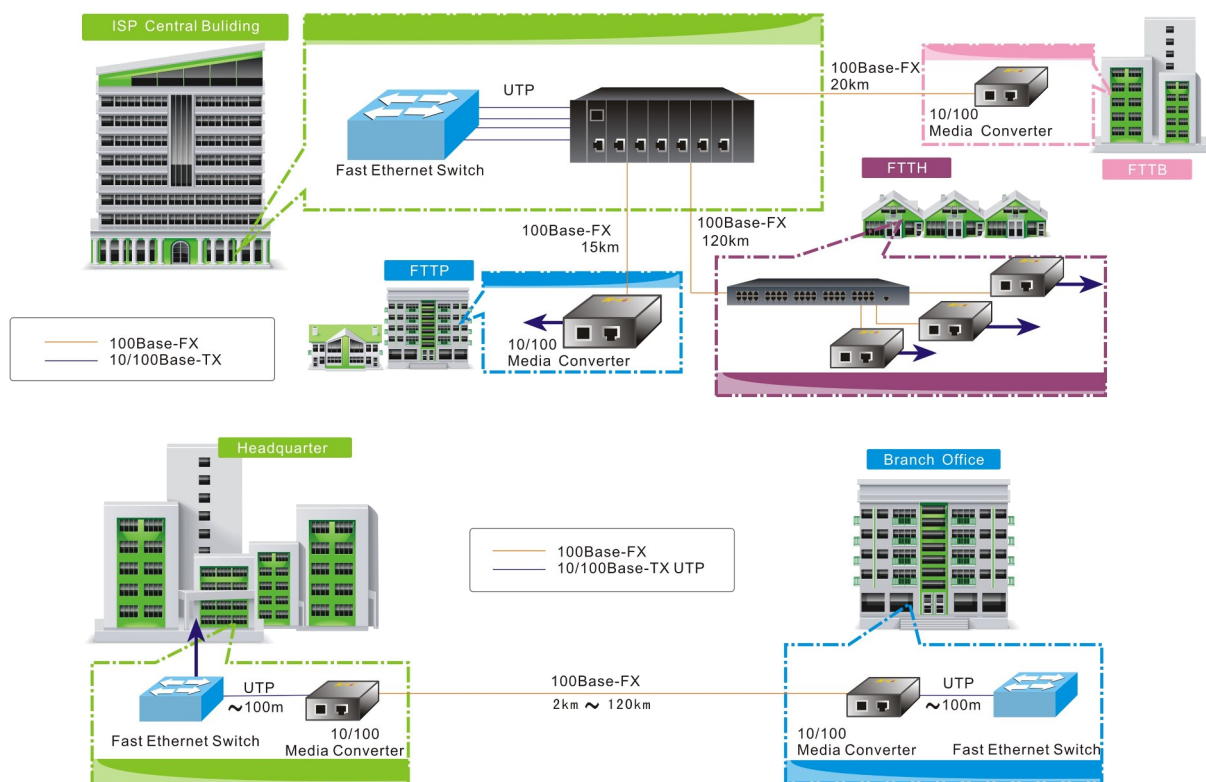 ISP Central Buliding
UTP
Fast Ethernet Switch
100Base-FX
20km
10/100
Media Converter
FTTB
FTTH
100Base-FX
15km
100Base-FX
120km
FTTP
10/100
Media Converter
100Base-FX
10/100Base-TX
Headquarter
Branch Office
100Base-FX
10/100Base-TX UTP
UTP
~100m
Fast Ethernet Switch
10/100
Media Converter
100Base-FX
2km ~ 120km
UTP
~100m
10/100
Media Converter
Fast Ethernet Switch